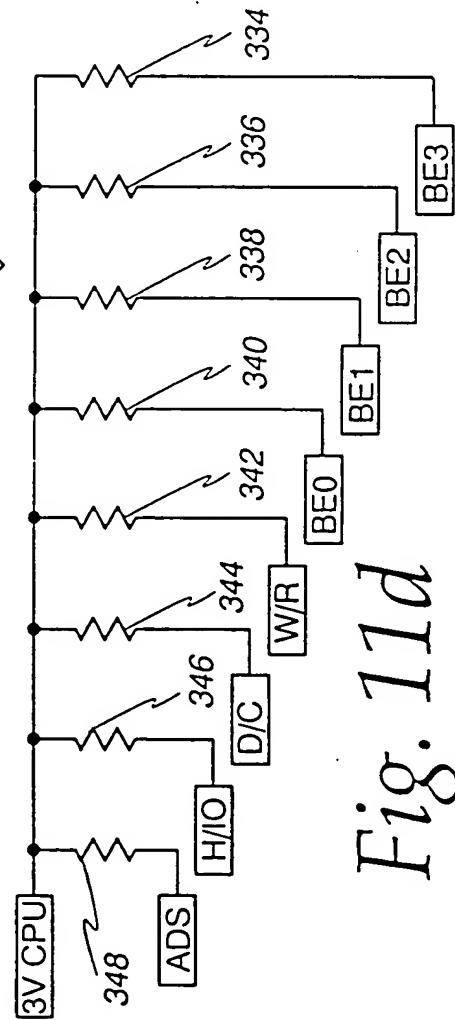 3V CPU
348
346
344
342
340
338
336
334
ADS
H/IO
D/C
W/R
BE0
BE1
BE2
BE3
Fig. 11d